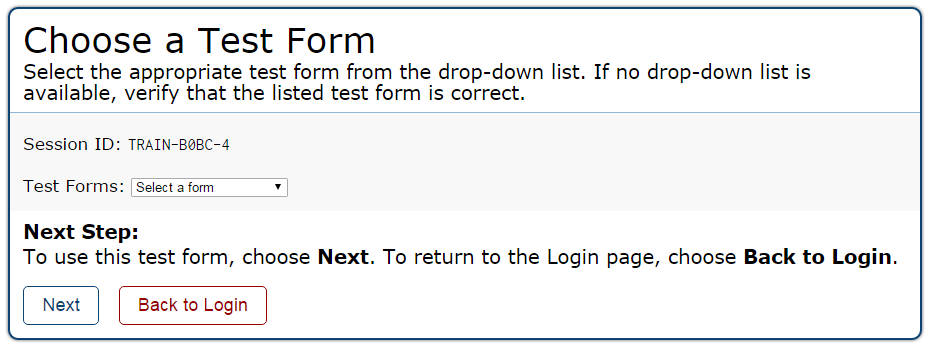 Choose a Test Form
Select the appropriate test form from the drop-down list. If no drop-down list is
available, verify that the listed test form is correct.
Session ID: TRAIN-B0BC-4
Test Forms: Select a form
Next Step:
To use this test form, choose Next. To return to the Login page, choose Back to Login.
Next Back to Login